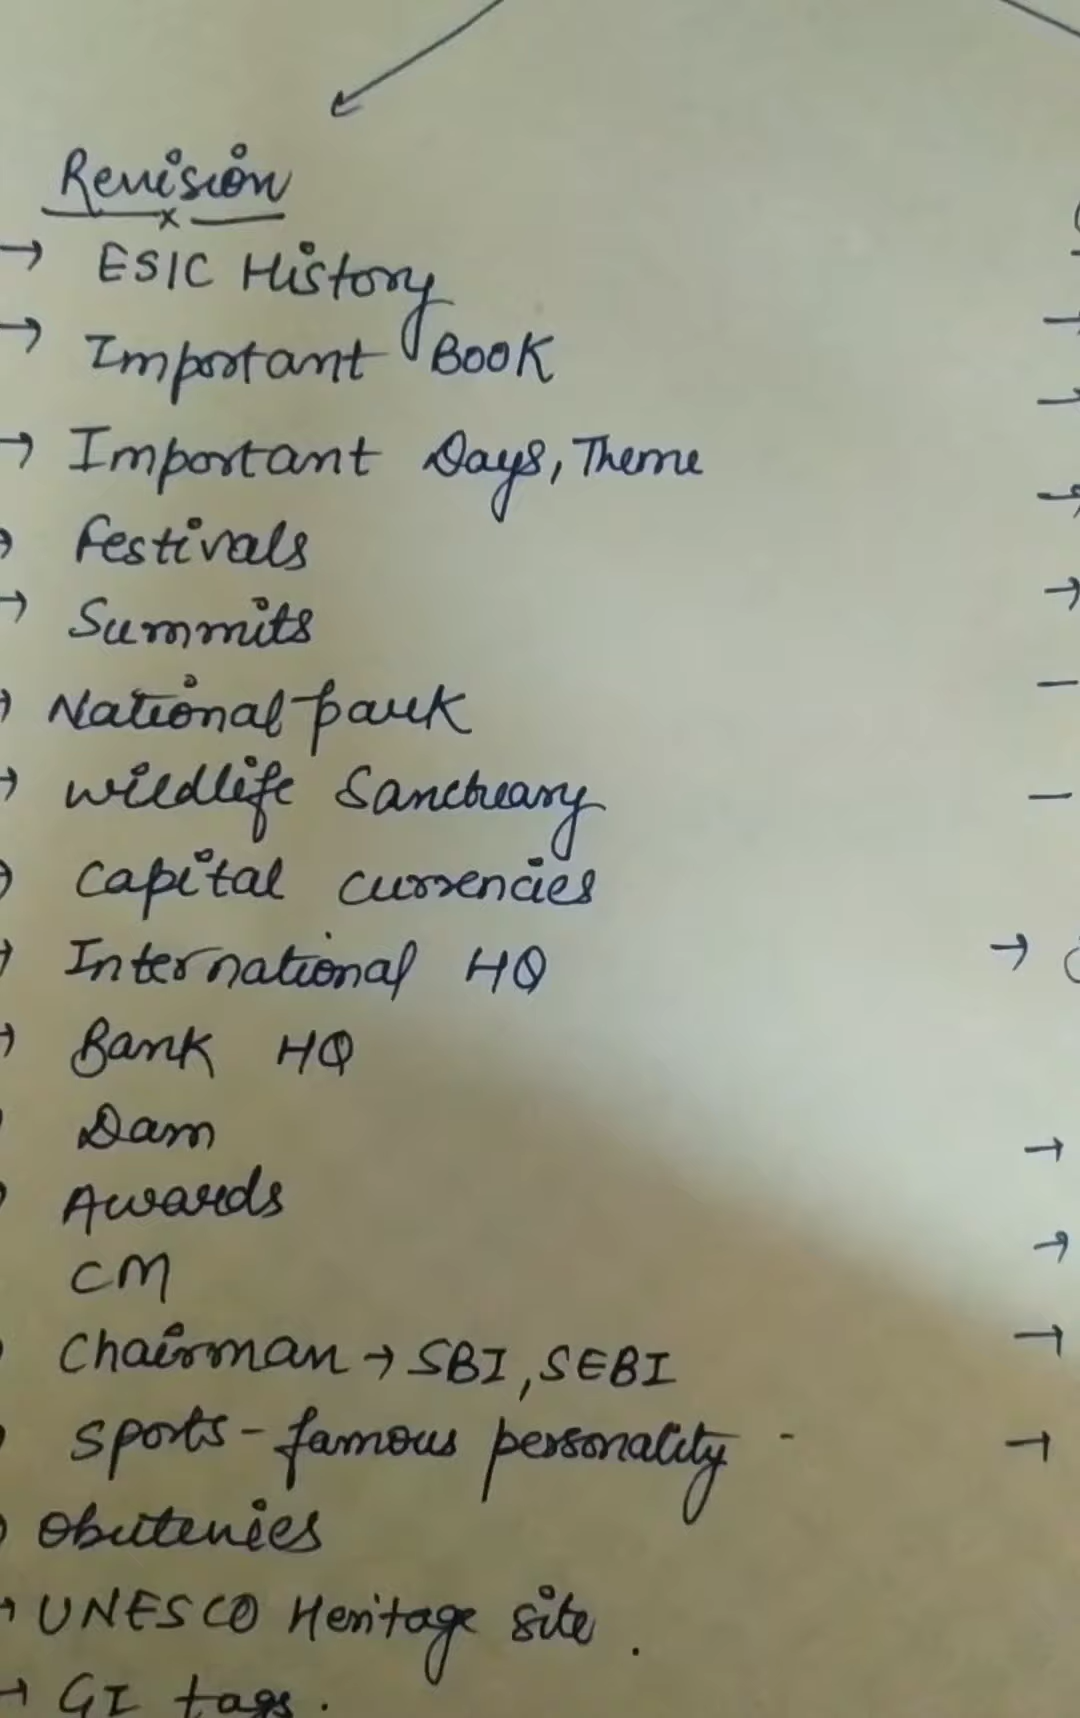 Revision
→ ESIC History
→ Important Book
→ Important Days, Theme
→ Festivals
→ Summits
→ National park
→ Wildlife Sanctuary
→ Capital currencies
→ International HQ
→ Bank HQ
Dam
Awards
CM
Chairman → SBI, SEBI
Sports - famous personality -
Obituries
→ UNESCO Heritage site.
→ GI tags.